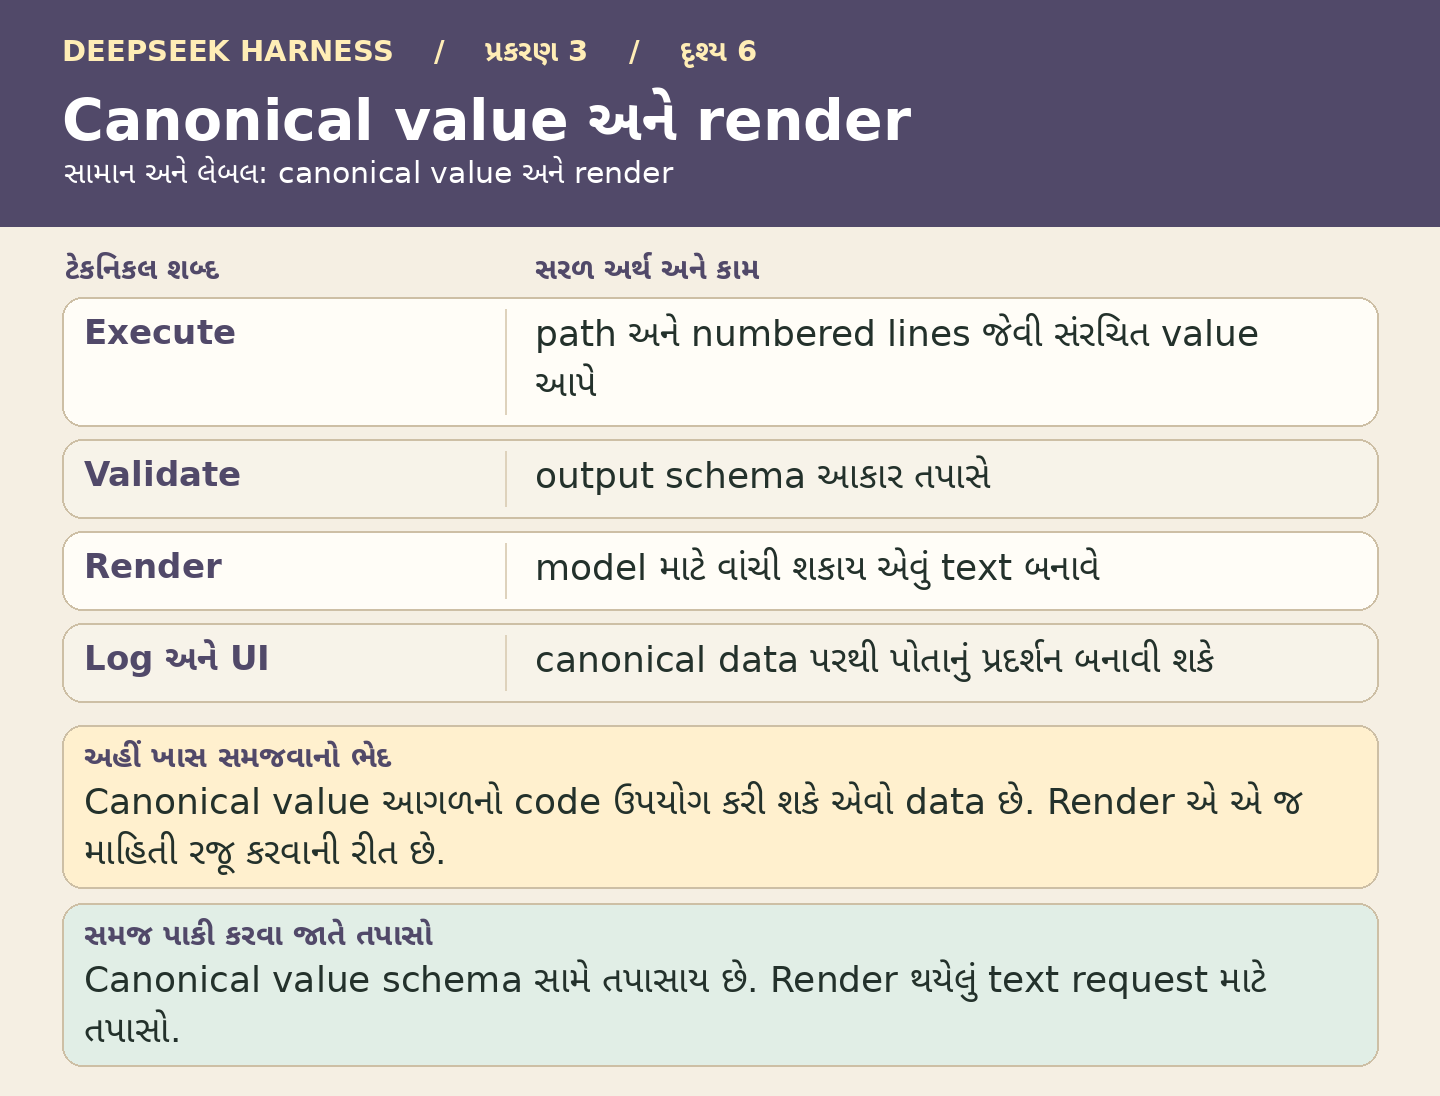 DEEPSEEK HARNESS / પ્રકરણ 3 / દૃશ્ય 6
Canonical value અને render
સામાન અને લેબલ: canonical value અને render
ટેકનિકલ શબ્દ સરળ અર્થ અને કામ
Execute path અને numbered lines જેવી સંરચિત value
આપે
Validate output schema આકાર તપાસે
Render model માટે વાંચી શકાય એવું text બનાવે
Log અને UI canonical data પરથી પોતાનું પ્રદર્શન બનાવી શકે
અહીં ખાસ સમજવાનો ભેદ
Canonical value આગળનો code ઉપયોગ કરી શકે એવો data છે. Render એ એ જ
માહિતી રજૂ કરવાની રીત છે.
સમજ પાકી કરવા જાતે તપાસો
Canonical value schema સામે તપાસાય છે. Render થયેલું text request માટે
તપાસો.